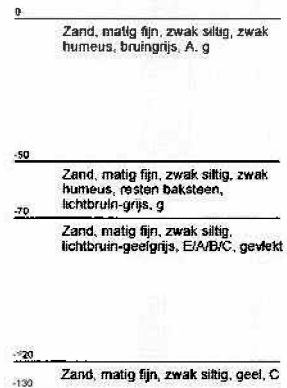 0
Zand, matig fijn, zwak siltig, zwak
humeus, bruingrijs, A, g
-50
Zand, matig fijn, zwak siltig, zwak
humeus, resten baksteen,
lichtbruin-grijs, g
-70
Zand, matig fijn, zwak siltig,
lichtbruin-geelgrijs, E/A/B/C, gevlekt
Zand, matig fijn, zwak siltig, geel, C
-130